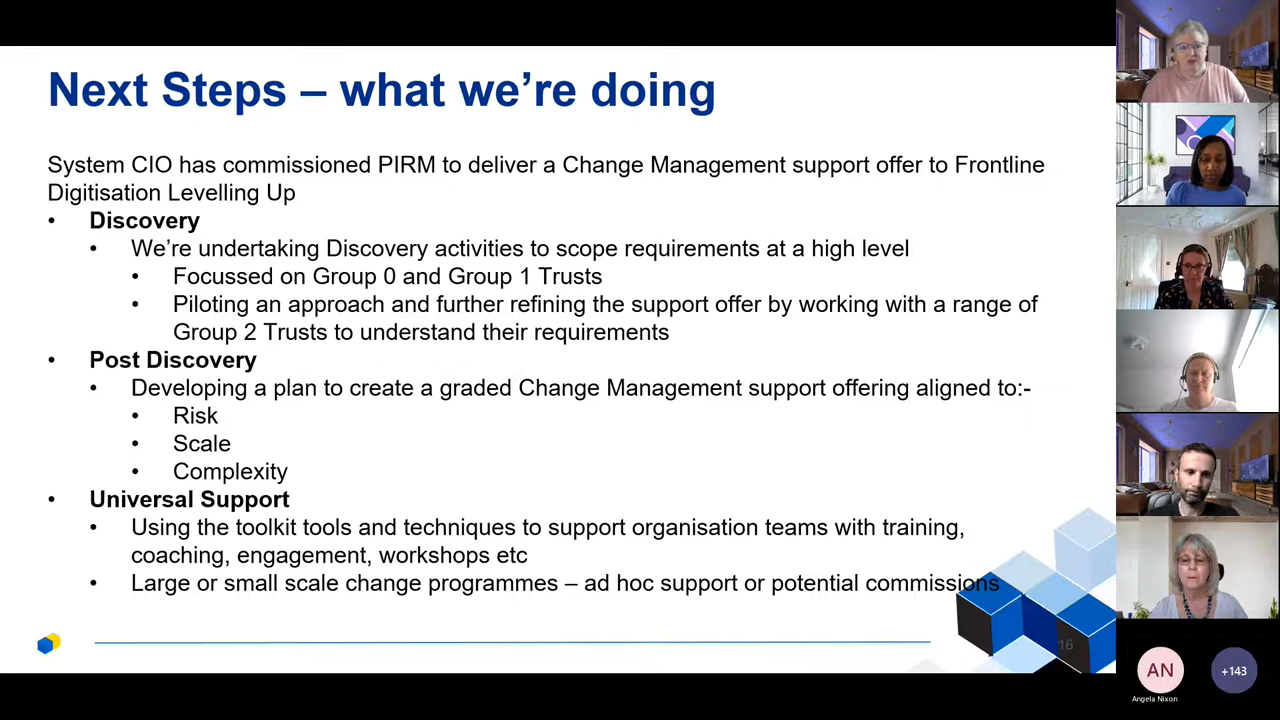 Next Steps – what we’re doing
System CIO has commissioned PIRM to deliver a Change Management support offer to Frontline
Digitisation Levelling Up
• Discovery
• We’re undertaking Discovery activities to scope requirements at a high level
• Focussed on Group 0 and Group 1 Trusts
• Piloting an approach and further refining the support offer by working with a range of
Group 2 Trusts to understand their requirements
• Post Discovery
• Developing a plan to create a graded Change Management support offering aligned to:-
• Risk
• Scale
• Complexity
• Universal Support
• Using the toolkit tools and techniques to support organisation teams with training,
coaching, engagement, workshops etc
• Large or small scale change programmes – ad hoc support or potential commissions
16
AN
Angela Nixon
+143